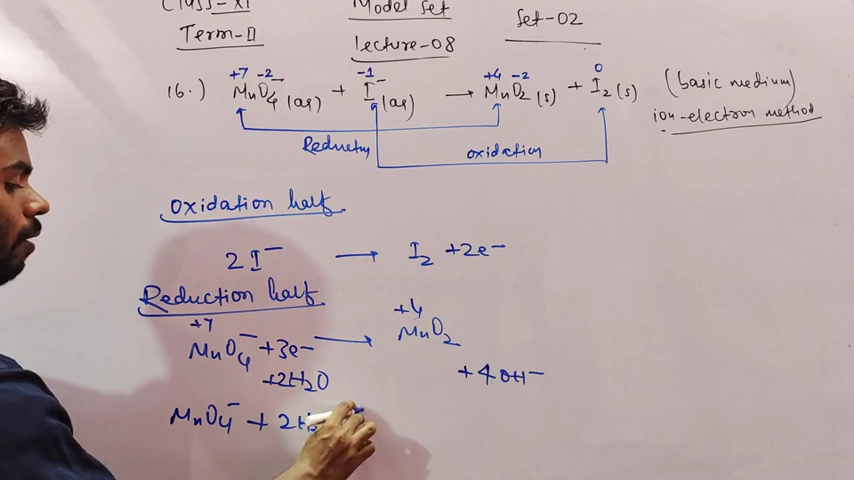 Class-XI
Model Set
Set-02
Term-II
lecture-08
+7 -2 -1 +4 -2 0
16.) MnO4⁻ (aq) + I⁻ (aq) → MnO2 (s) + I2 (s) (basic medium)
ion-electron method
Reduction
oxidation
Oxidation half
2I⁻ → I2 + 2e⁻
Reduction half
+7 +4
MnO4⁻ + 3e⁻ → MnO2
+2H2O + 4OH⁻
MnO4⁻ + 2H2